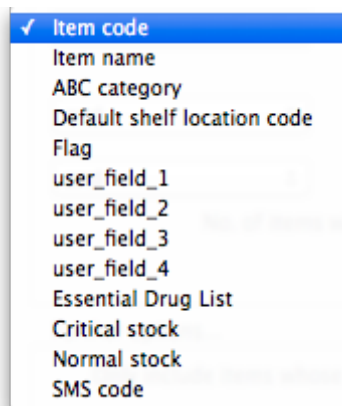 ✓ Item code
Item name
ABC category
Default shelf location code
Flag
user_field_1
user_field_2
user_field_3
user_field_4
Essential Drug List
Critical stock
Normal stock
SMS code